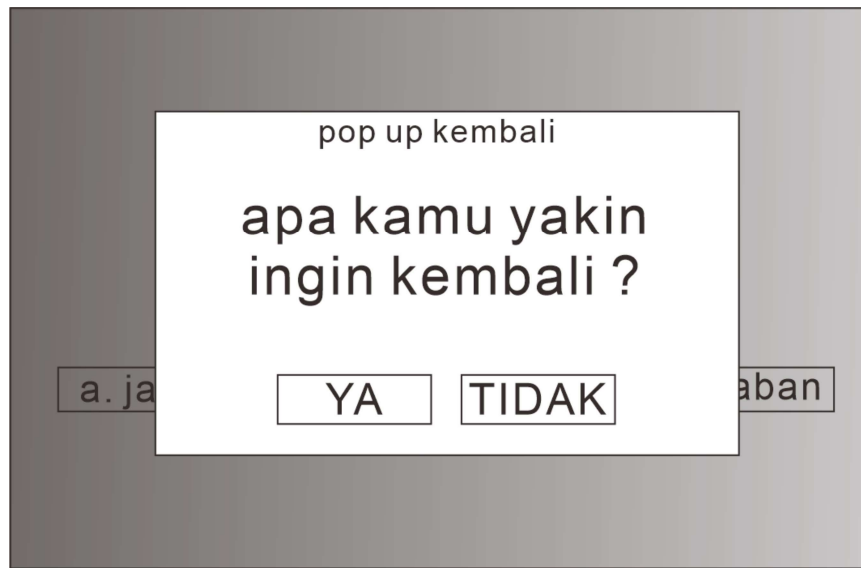 pop up kembali
apa kamu yakin
ingin kembali ?
a. ja
YA
TIDAK
aban